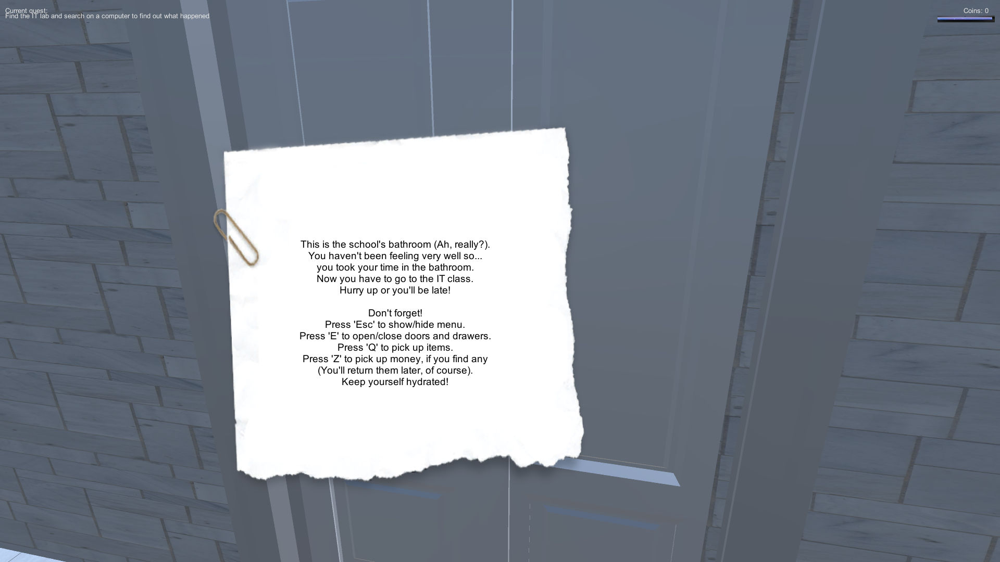 Current quest:
Find the IT lab and search on a computer to find out what happened
Coins: 0
This is the school's bathroom (Ah, really?).
You haven't been feeling very well so...
you took your time in the bathroom.
Now you have to go to the IT class.
Hurry up or you'll be late!
Don't forget!
Press 'Esc' to show/hide menu.
Press 'E' to open/close doors and drawers.
Press 'Q' to pick up items.
Press 'Z' to pick up money, if you find any
(You'll return them later, of course).
Keep yourself hydrated!